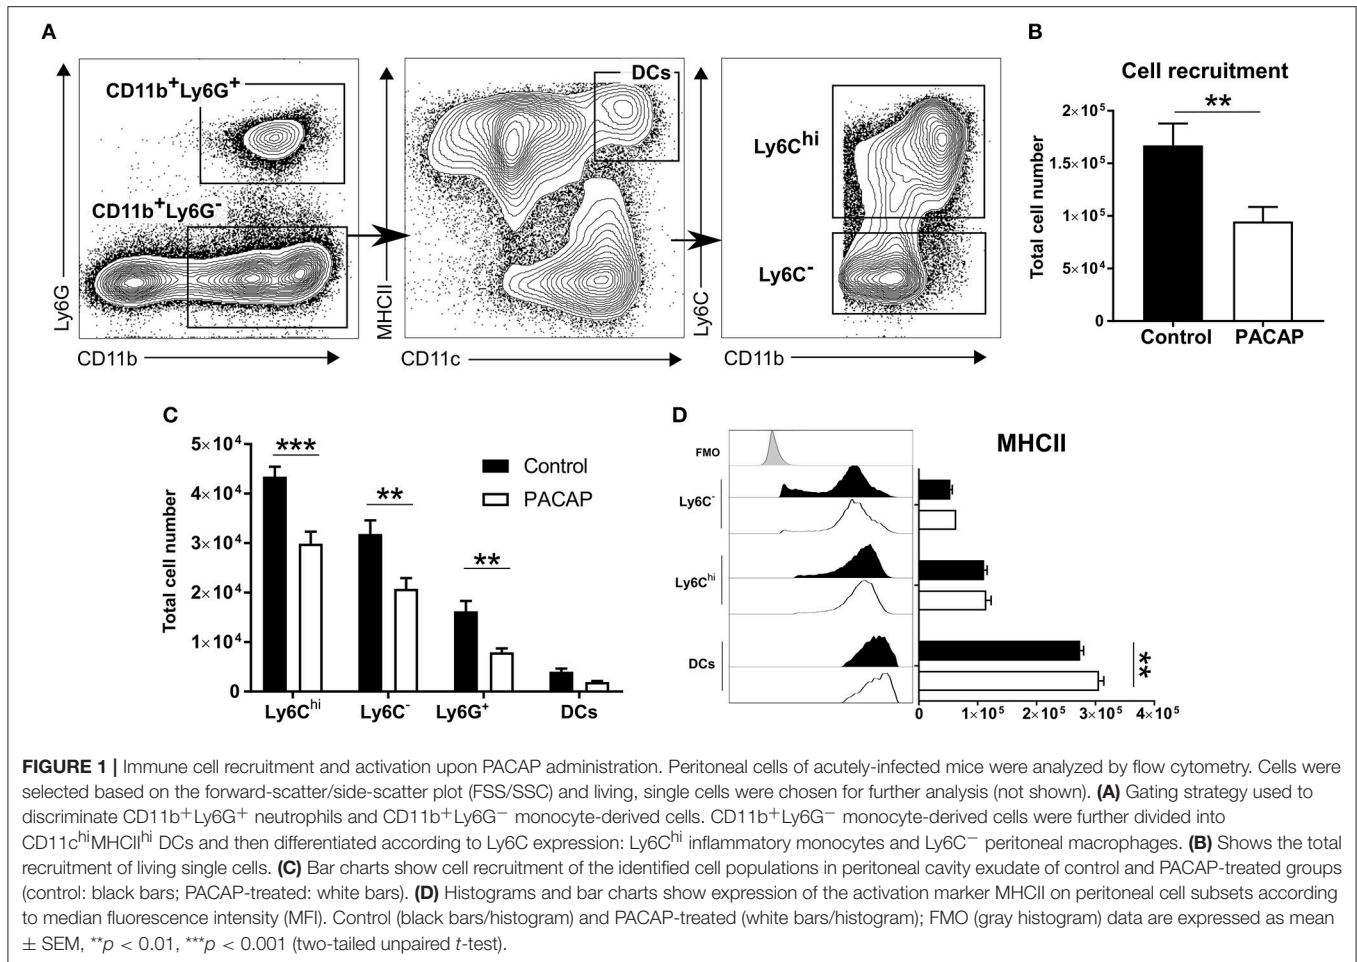 A
CD11b+Ly6G+
CD11b+Ly6G-
Ly6G
CD11b
DCs
MHCII
CD11c
Ly6Chi
Ly6C-
Ly6C
CD11b
B
Cell recruitment
**
Total cell number
2×10⁵
1.5×10⁵
1×10⁵
5×10⁴
0
Control PACAP
C
Total cell number
5×10⁴
4×10⁴
3×10⁴
2×10⁴
1×10⁴
0
***
**
**
Control
PACAP
Ly6Chi Ly6C- Ly6G+ DCs
D
MHCII
FMO
Ly6C-
Ly6Chi
DCs
**
0 1×10⁵ 2×10⁵ 3×10⁵ 4×10⁵
FIGURE 1 | Immune cell recruitment and activation upon PACAP administration. Peritoneal cells of acutely-infected mice were analyzed by flow cytometry. Cells were
selected based on the forward-scatter/side-scatter plot (FSS/SSC) and living, single cells were chosen for further analysis (not shown). (A) Gating strategy used to
discriminate CD11b+Ly6G+ neutrophils and CD11b+Ly6G− monocyte-derived cells. CD11b+Ly6G− monocyte-derived cells were further divided into
CD11chiMHCIIhi DCs and then differentiated according to Ly6C expression: Ly6Chi inflammatory monocytes and Ly6C− peritoneal macrophages. (B) Shows the total
recruitment of living single cells. (C) Bar charts show cell recruitment of the identified cell populations in peritoneal cavity exudate of control and PACAP-treated groups
(control: black bars; PACAP-treated: white bars). (D) Histograms and bar charts show expression of the activation marker MHCII on peritoneal cell subsets according
to median fluorescence intensity (MFI). Control (black bars/histogram) and PACAP-treated (white bars/histogram); FMO (gray histogram) data are expressed as mean
± SEM, **p < 0.01, ***p < 0.001 (two-tailed unpaired t-test).